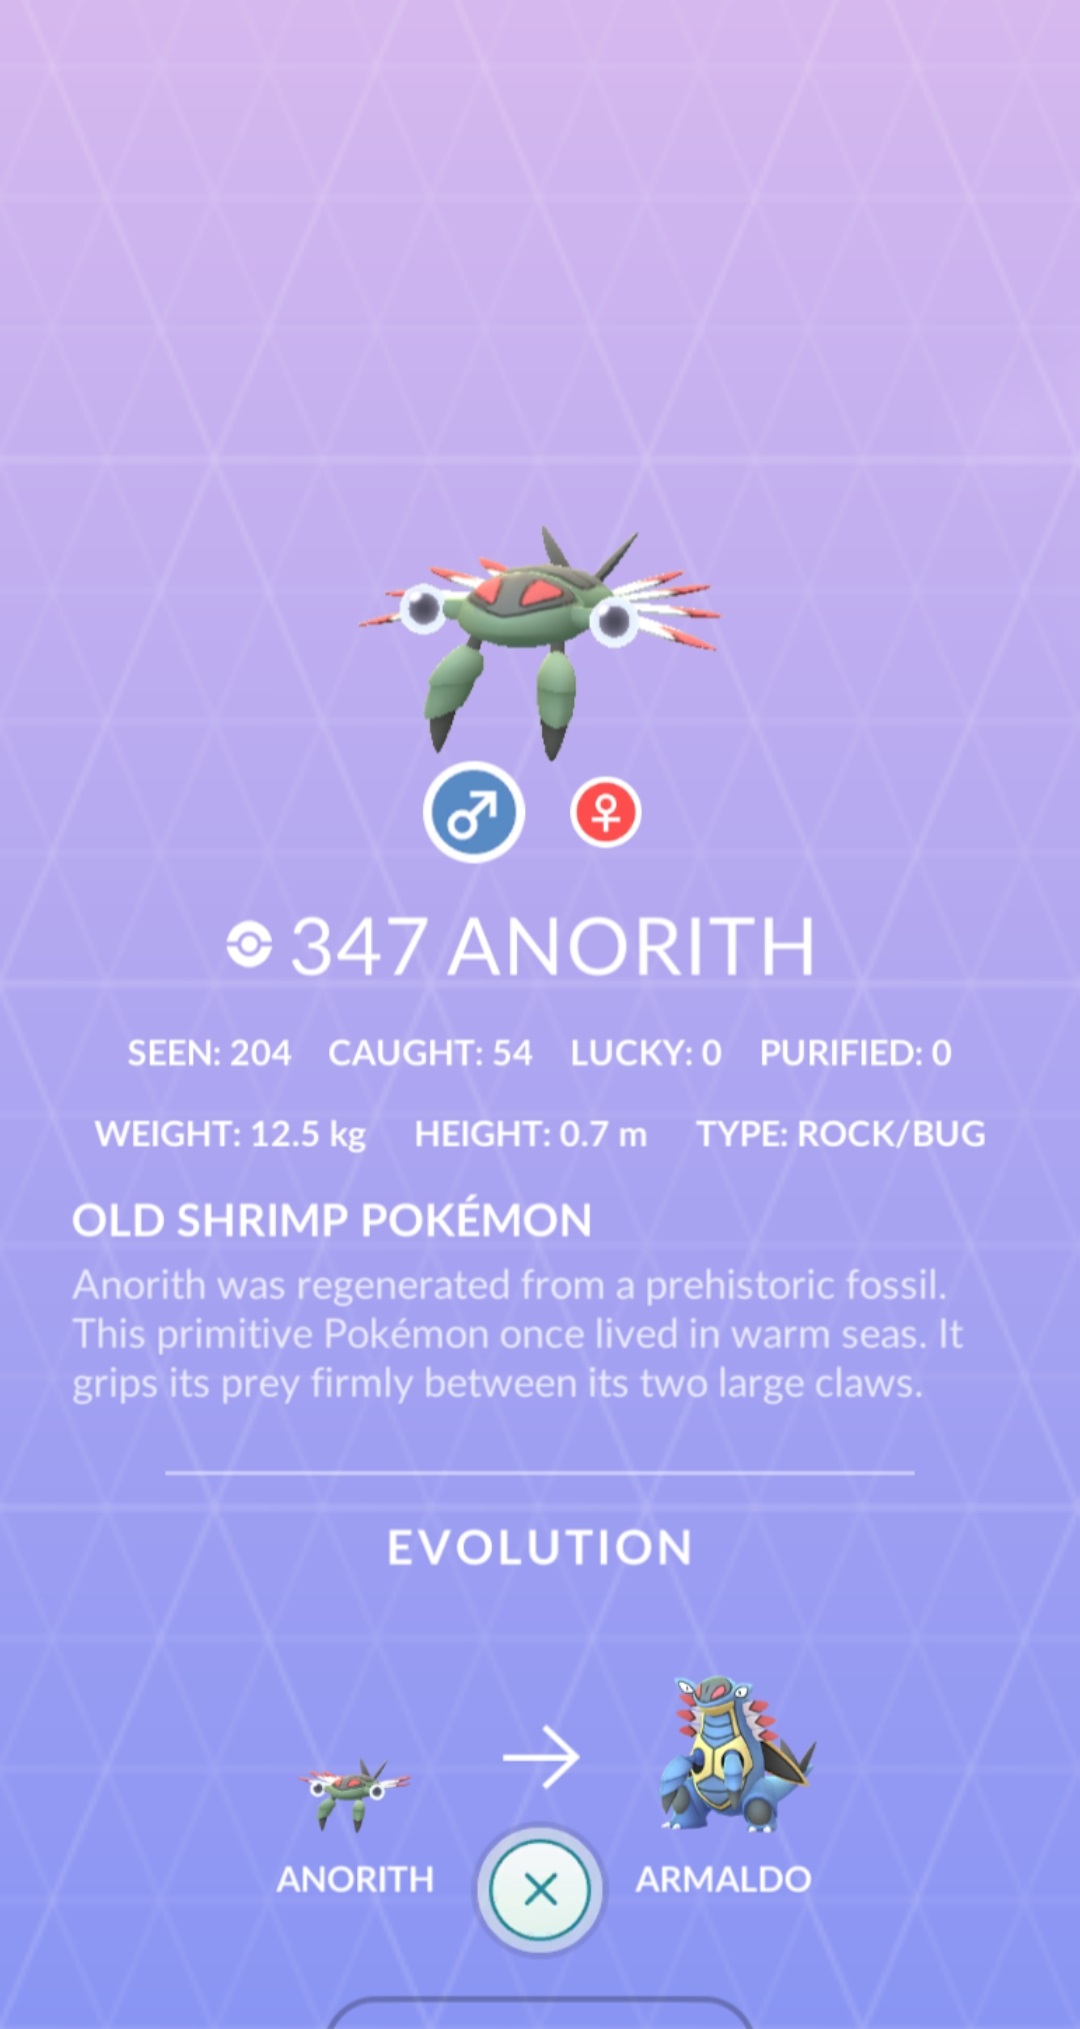 347 ANORITH
SEEN: 204 CAUGHT: 54 LUCKY: 0 PURIFIED: 0
WEIGHT: 12.5 kg HEIGHT: 0.7 m TYPE: ROCK/BUG
OLD SHRIMP POKÉMON
Anorith was regenerated from a prehistoric fossil.
This primitive Pokémon once lived in warm seas. It
grips its prey firmly between its two large claws.
EVOLUTION
ANORITH ARMALDO